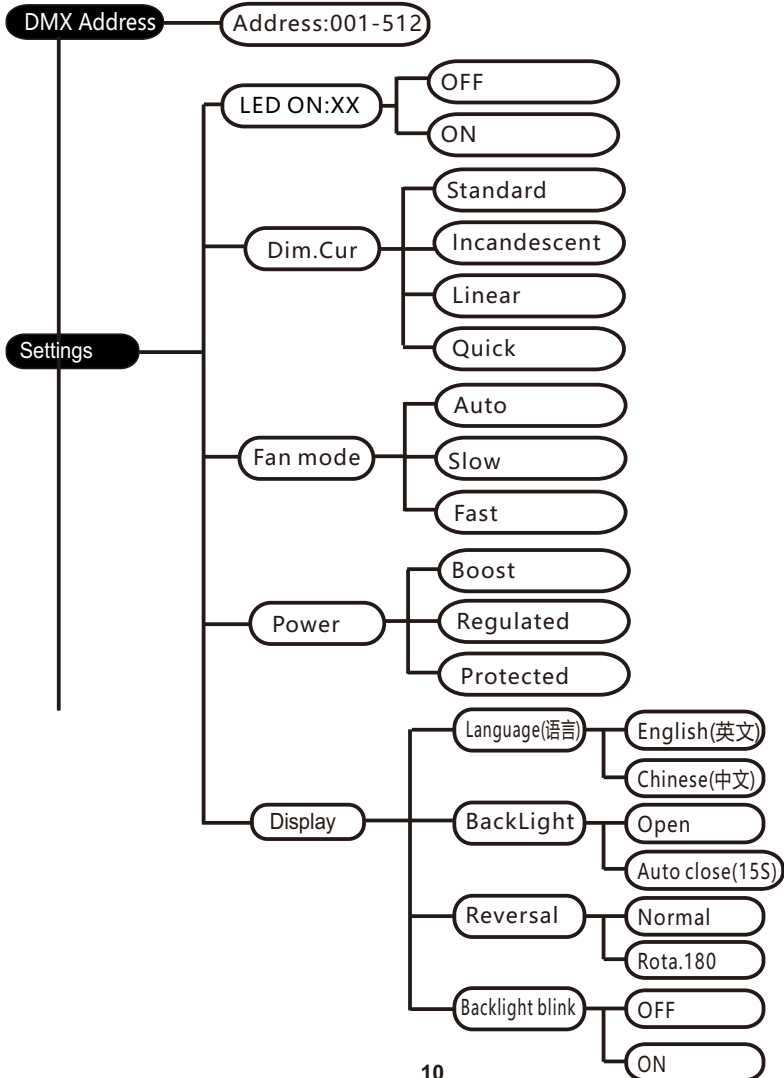 DMX Address
Address:001-512
LED ON:XX
OFF
ON
Dim.Cur
Standard
Incandescent
Linear
Quick
Settings
Fan mode
Auto
Slow
Fast
Power
Boost
Regulated
Protected
Display
Language(语言)
English(英文)
Chinese(中文)
BackLight
Open
Auto close(15S)
Reversal
Normal
Rota.180
Backlight blink
OFF
ON
10